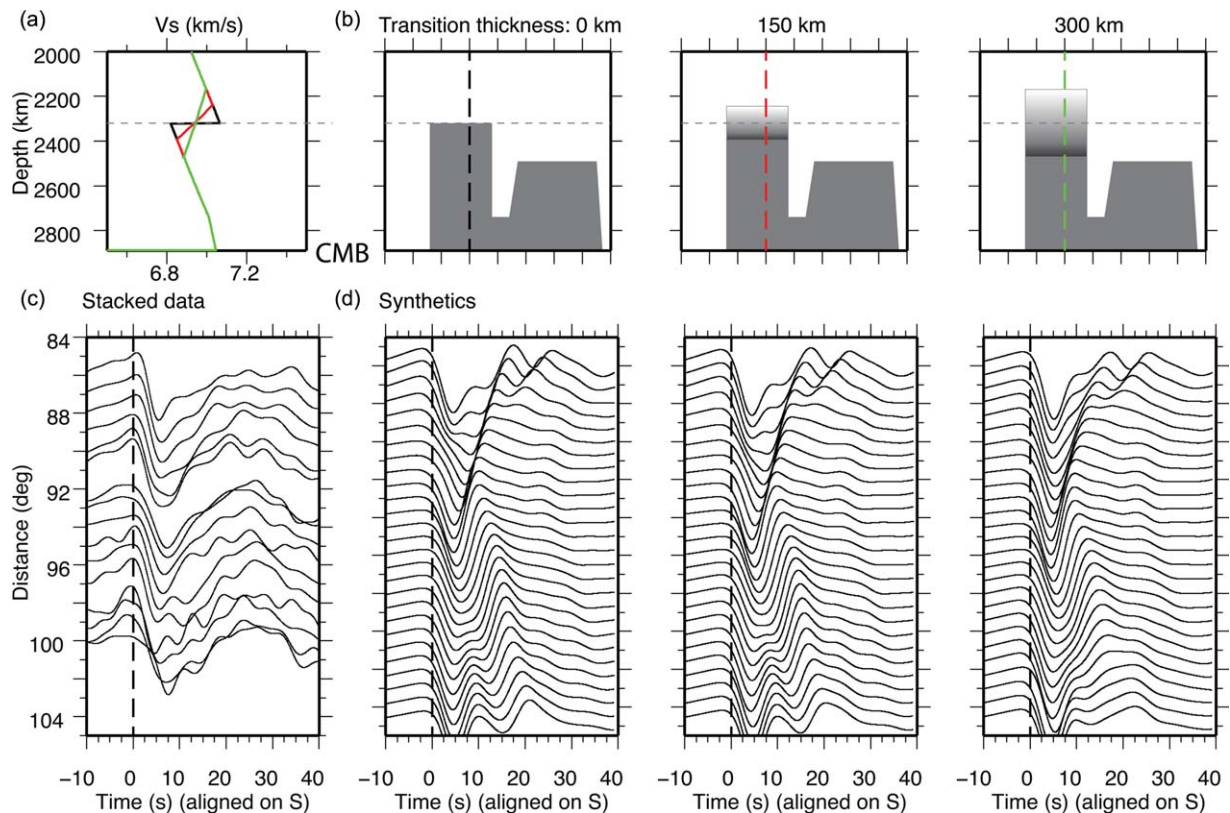 (a) Vs (km/s)
(b) Transition thickness: 0 km
150 km
300 km
Depth (km)
2000
2200
2400
2600
2800
6.8 7.2
CMB
(c) Stacked data
(d) Synthetics
Distance (deg)
84
88
92
96
100
104
−10 0 10 20 30 40
−10 0 10 20 30 40
−10 0 10 20 30 40
−10 0 10 20 30 40
Time (s) (aligned on S)
Time (s) (aligned on S)
Time (s) (aligned on S)
Time (s) (aligned on S)